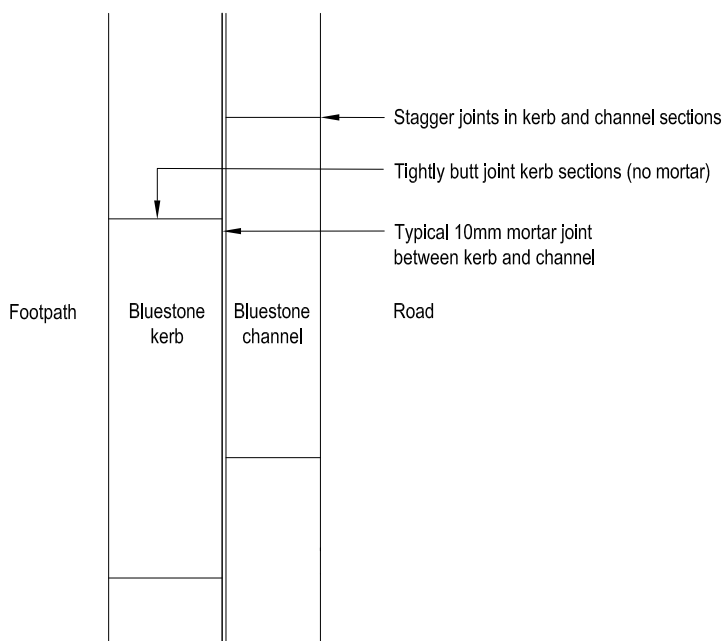 Stagger joints in kerb and channel sections
Tightly butt joint kerb sections (no mortar)
Typical 10mm mortar joint
between kerb and channel
Footpath
Bluestone
kerb
Bluestone
channel
Road